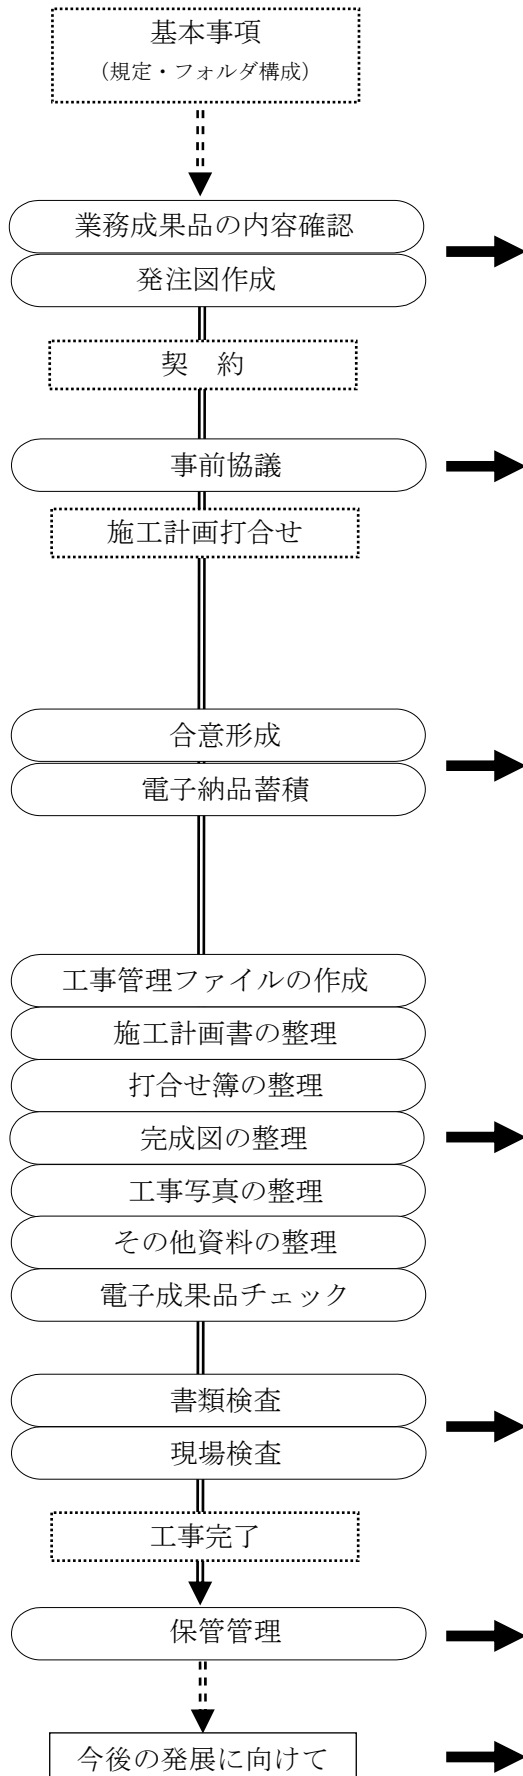 基本事項
（規定・フォルダ構成）
業務成果品の内容確認
発注図作成
契　約
事前協議
施工計画打合せ
合意形成
電子納品蓄積
工事管理ファイルの作成
施工計画書の整理
打合せ簿の整理
完成図の整理
工事写真の整理
その他資料の整理
電子成果品チェック
書類検査
現場検査
工事完了
保管管理
今後の発展に向けて